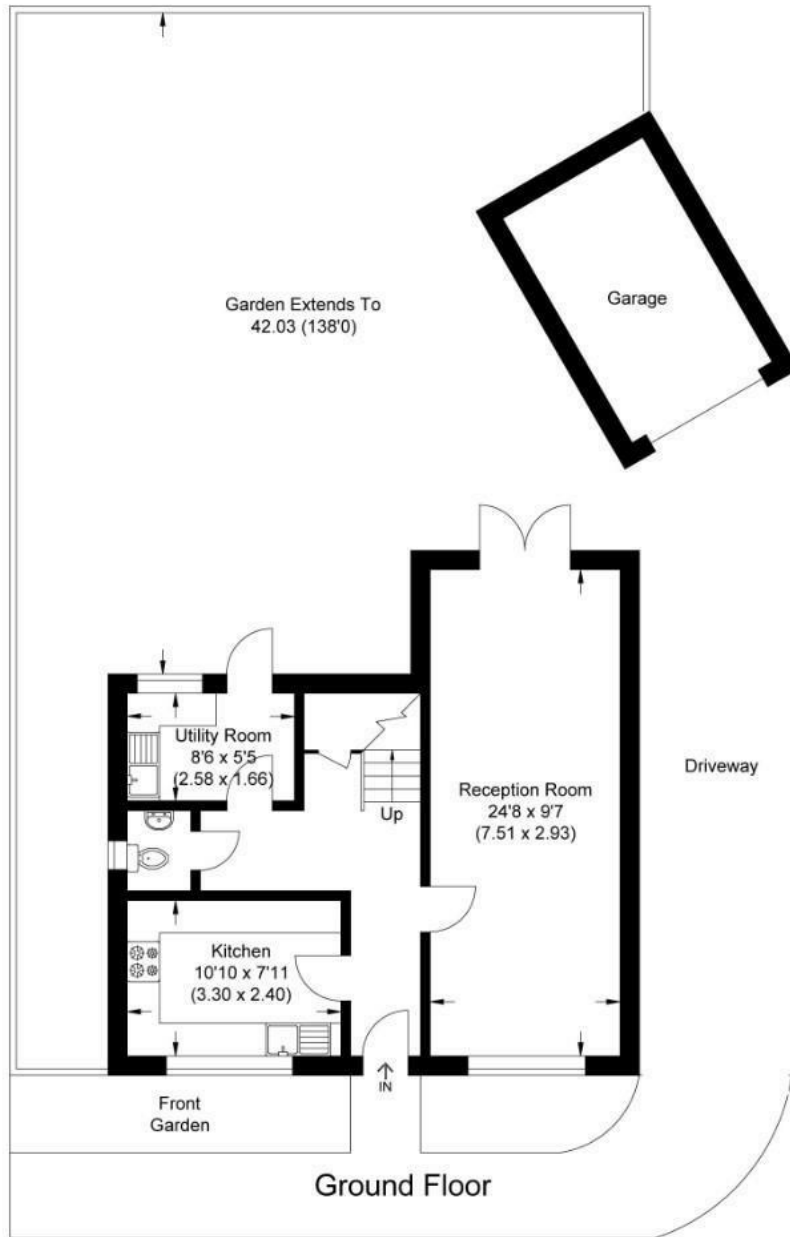 Garden Extends To
42.03 (138'0)
Garage
Utility Room
8'6 x 5'5
(2.58 x 1.66)
Up
Reception Room
24'8 x 9'7
(7.51 x 2.93)
Driveway
Kitchen
10'10 x 7'11
(3.30 x 2.40)
IN
Front
Garden
Ground Floor